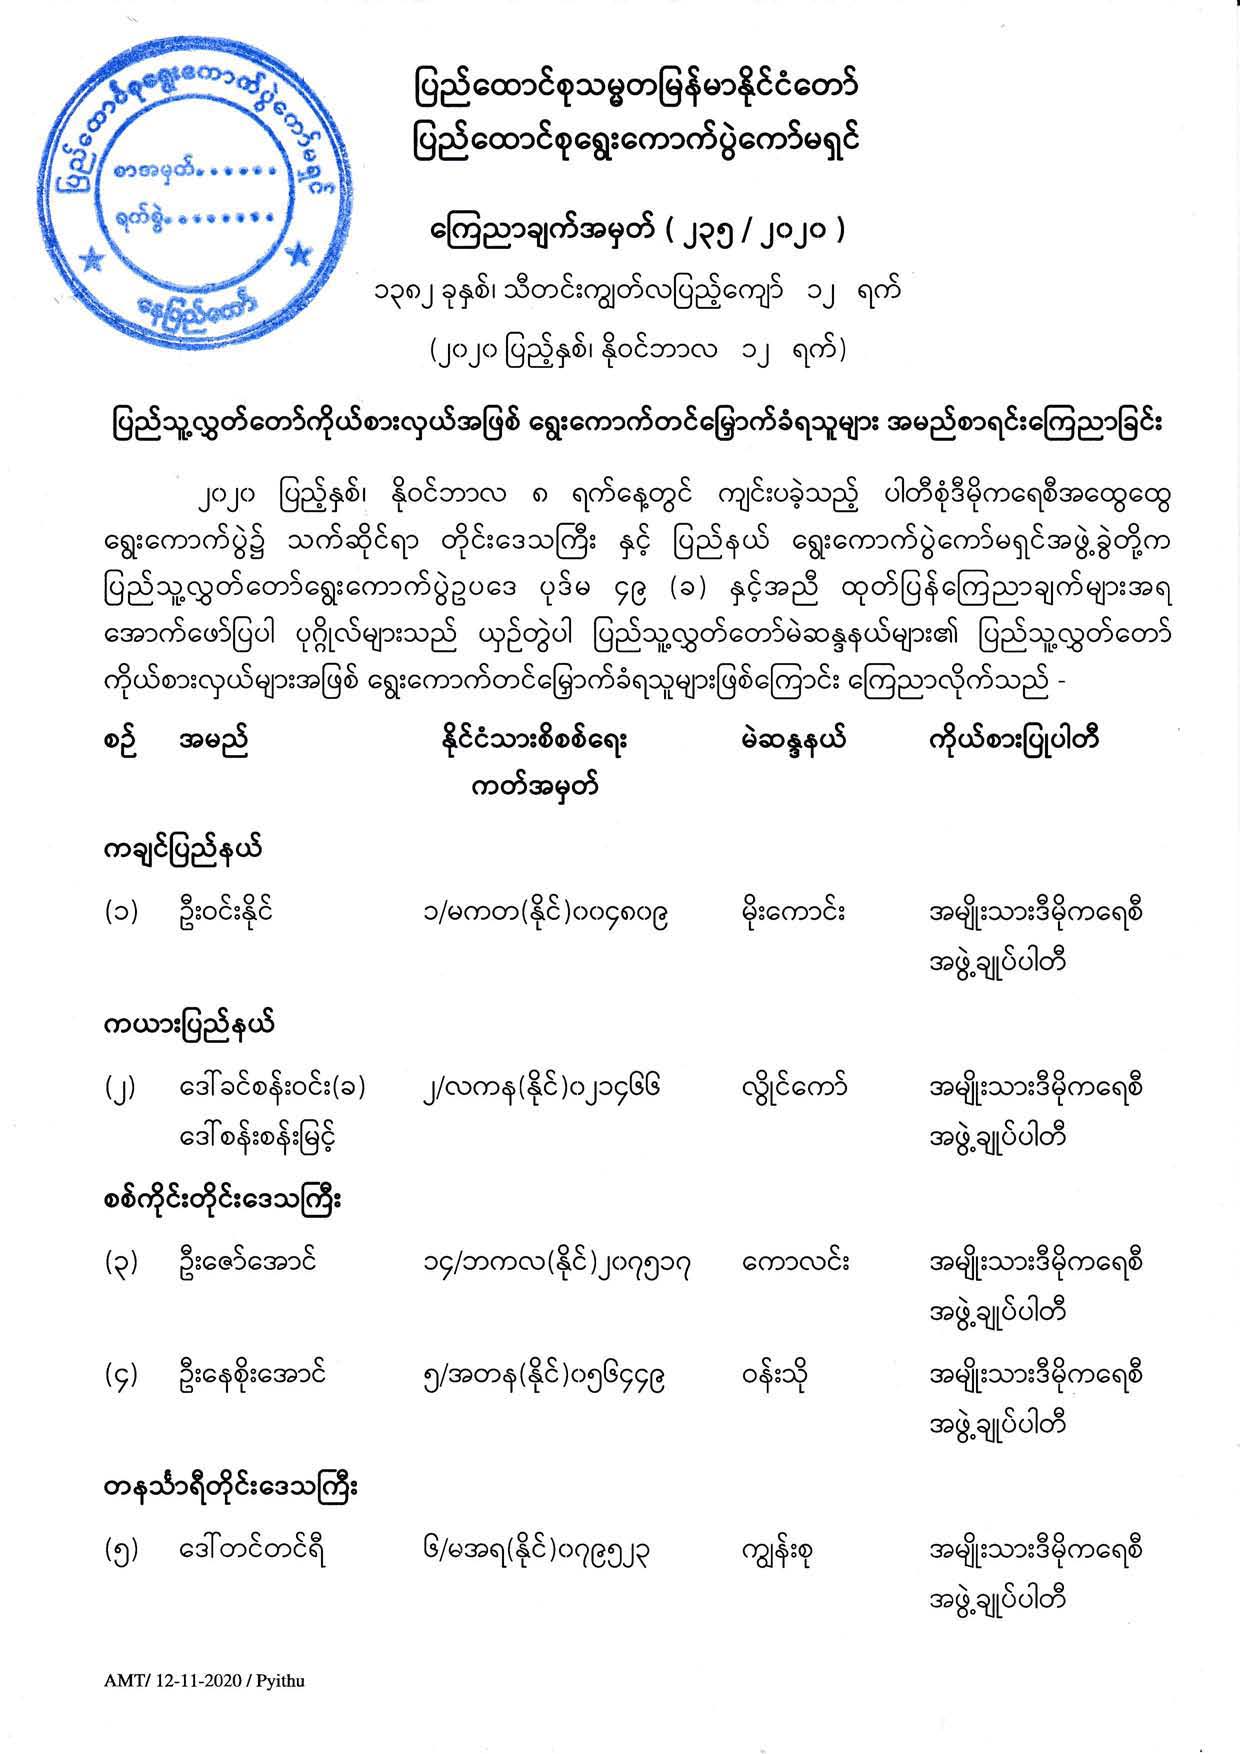 ပြည်ထောင်စုရွေးကောက်ပွဲကော်မရှင်
စာအမှတ်......
ရက်စွဲ........
နေပြည်တော်
ပြည်ထောင်စုသမ္မတမြန်မာနိုင်ငံတော်
ပြည်ထောင်စုရွေးကောက်ပွဲကော်မရှင်
ကြေညာချက်အမှတ် ( ၂၃၅ / ၂၀၂၀ )
၁၃၈၂ ခုနှစ်၊ သီတင်းကျွတ်လပြည့်ကျော် ၁၂ ရက်
(၂၀၂၀ ပြည့်နှစ်၊ နိုဝင်ဘာလ ၁၂ ရက်)
ပြည်သူ့လွှတ်တော်ကိုယ်စားလှယ်အဖြစ် ရွေးကောက်တင်မြှောက်ခံရသူများ အမည်စာရင်းကြေညာခြင်း
၂၀၂၀ ပြည့်နှစ်၊ နိုဝင်ဘာလ ၈ ရက်နေ့တွင် ကျင်းပခဲ့သည့် ပါတီစုံဒီမိုကရေစီအထွေထွေ
ရွေးကောက်ပွဲ၌ သက်ဆိုင်ရာ တိုင်းဒေသကြီး နှင့် ပြည်နယ် ရွေးကောက်ပွဲကော်မရှင်အဖွဲ့ခွဲတို့က
ပြည်သူ့လွှတ်တော်ရွေးကောက်ပွဲဥပဒေ ပုဒ်မ ၄၉ (ခ) နှင့်အညီ ထုတ်ပြန်ကြေညာချက်များအရ
အောက်ဖော်ပြပါ ပုဂ္ဂိုလ်များသည် ယှဉ်တွဲပါ ပြည်သူ့လွှတ်တော်မဲဆန္ဒနယ်များ၏ ပြည်သူ့လွှတ်တော်
ကိုယ်စားလှယ်များအဖြစ် ရွေးကောက်တင်မြှောက်ခံရသူများဖြစ်ကြောင်း ကြေညာလိုက်သည် -
စဉ် အမည် နိုင်ငံသားစိစစ်ရေး မဲဆန္ဒနယ် ကိုယ်စားပြုပါတီ
ကတ်အမှတ်
ကချင်ပြည်နယ်
(၁) ဦးဝင်းနိုင် ၁/မကတ(နိုင်)၀၀၄၈၀၉ မိုးကောင်း အမျိုးသားဒီမိုကရေစီ
အဖွဲ့ချုပ်ပါတီ
ကယားပြည်နယ်
(၂) ဒေါ်ခင်စန်းဝင်း(ခ) ၂/လကန(နိုင်)၀၂၁၄၆၆ လွိုင်ကော် အမျိုးသားဒီမိုကရေစီ
ဒေါ်စန်းစန်းမြင့် အဖွဲ့ချုပ်ပါတီ
စစ်ကိုင်းတိုင်းဒေသကြီး
(၃) ဦးဇော်အောင် ၁၄/ဘကလ(နိုင်)၂၀၇၅၁၇ ကောလင်း အမျိုးသားဒီမိုကရေစီ
အဖွဲ့ချုပ်ပါတီ
(၄) ဦးနေစိုးအောင် ၅/အတန(နိုင်)၀၅၆၄၄၉ ဝန်းသို အမျိုးသားဒီမိုကရေစီ
အဖွဲ့ချုပ်ပါတီ
တနင်္သာရီတိုင်းဒေသကြီး
(၅) ဒေါ်တင်တင်ရီ ၆/မအရ(နိုင်)၀၇၉၅၂၃ ကျွန်းစု အမျိုးသားဒီမိုကရေစီ
အဖွဲ့ချုပ်ပါတီ
AMT/ 12-11-2020 / Pyithu